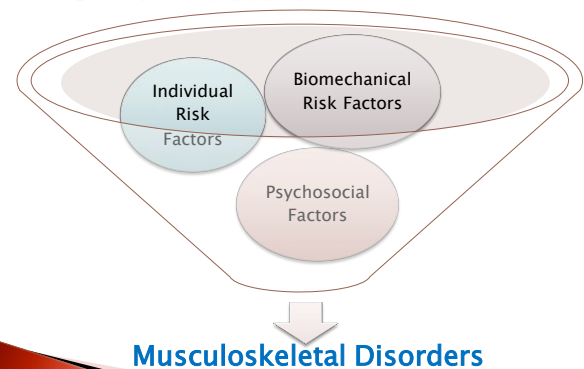 Individual
Risk
Factors
Biomechanical
Risk Factors
Psychosocial
Factors
Musculoskeletal Disorders